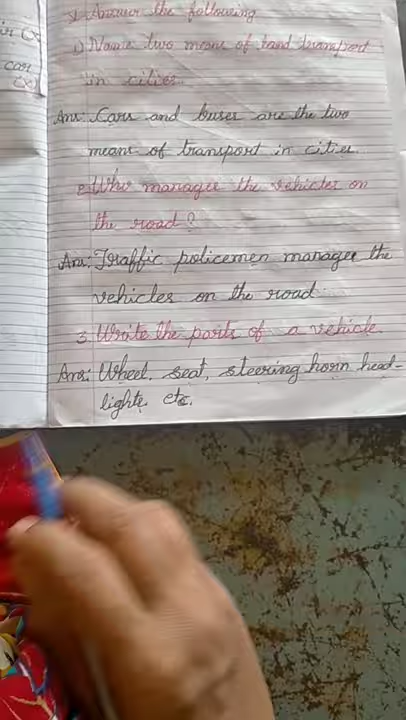 3. Answer the following
1) Name two means of land transport
in cities.
Ans: Cars and buses are the two
means of transport in cities.
2. Who manages the vehicles on
the road?
Ans: Traffic policemen manages the
vehicles on the road.
3. Write the parts of a vehicle.
Ans: Wheel, seat, steering horn head-
lights etc.
car
(x)